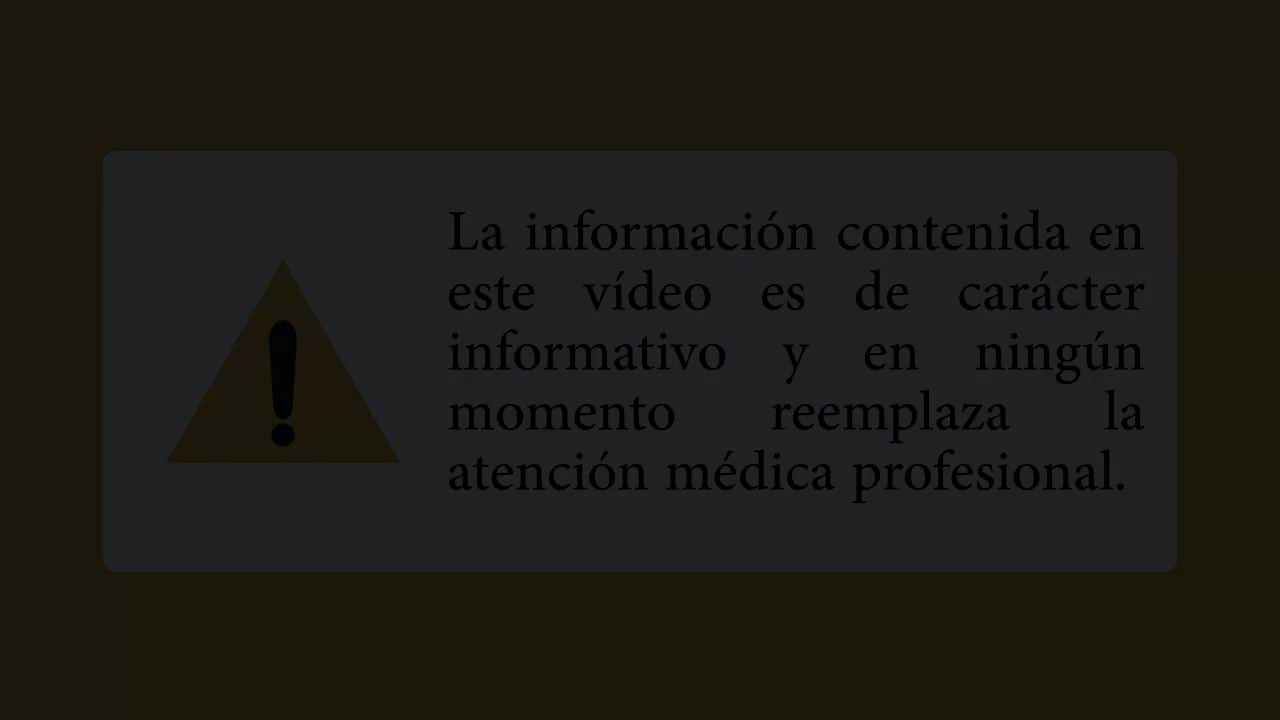 La información contenida en
este vídeo es de carácter
informativo y en ningún
momento reemplaza la
atención médica profesional.